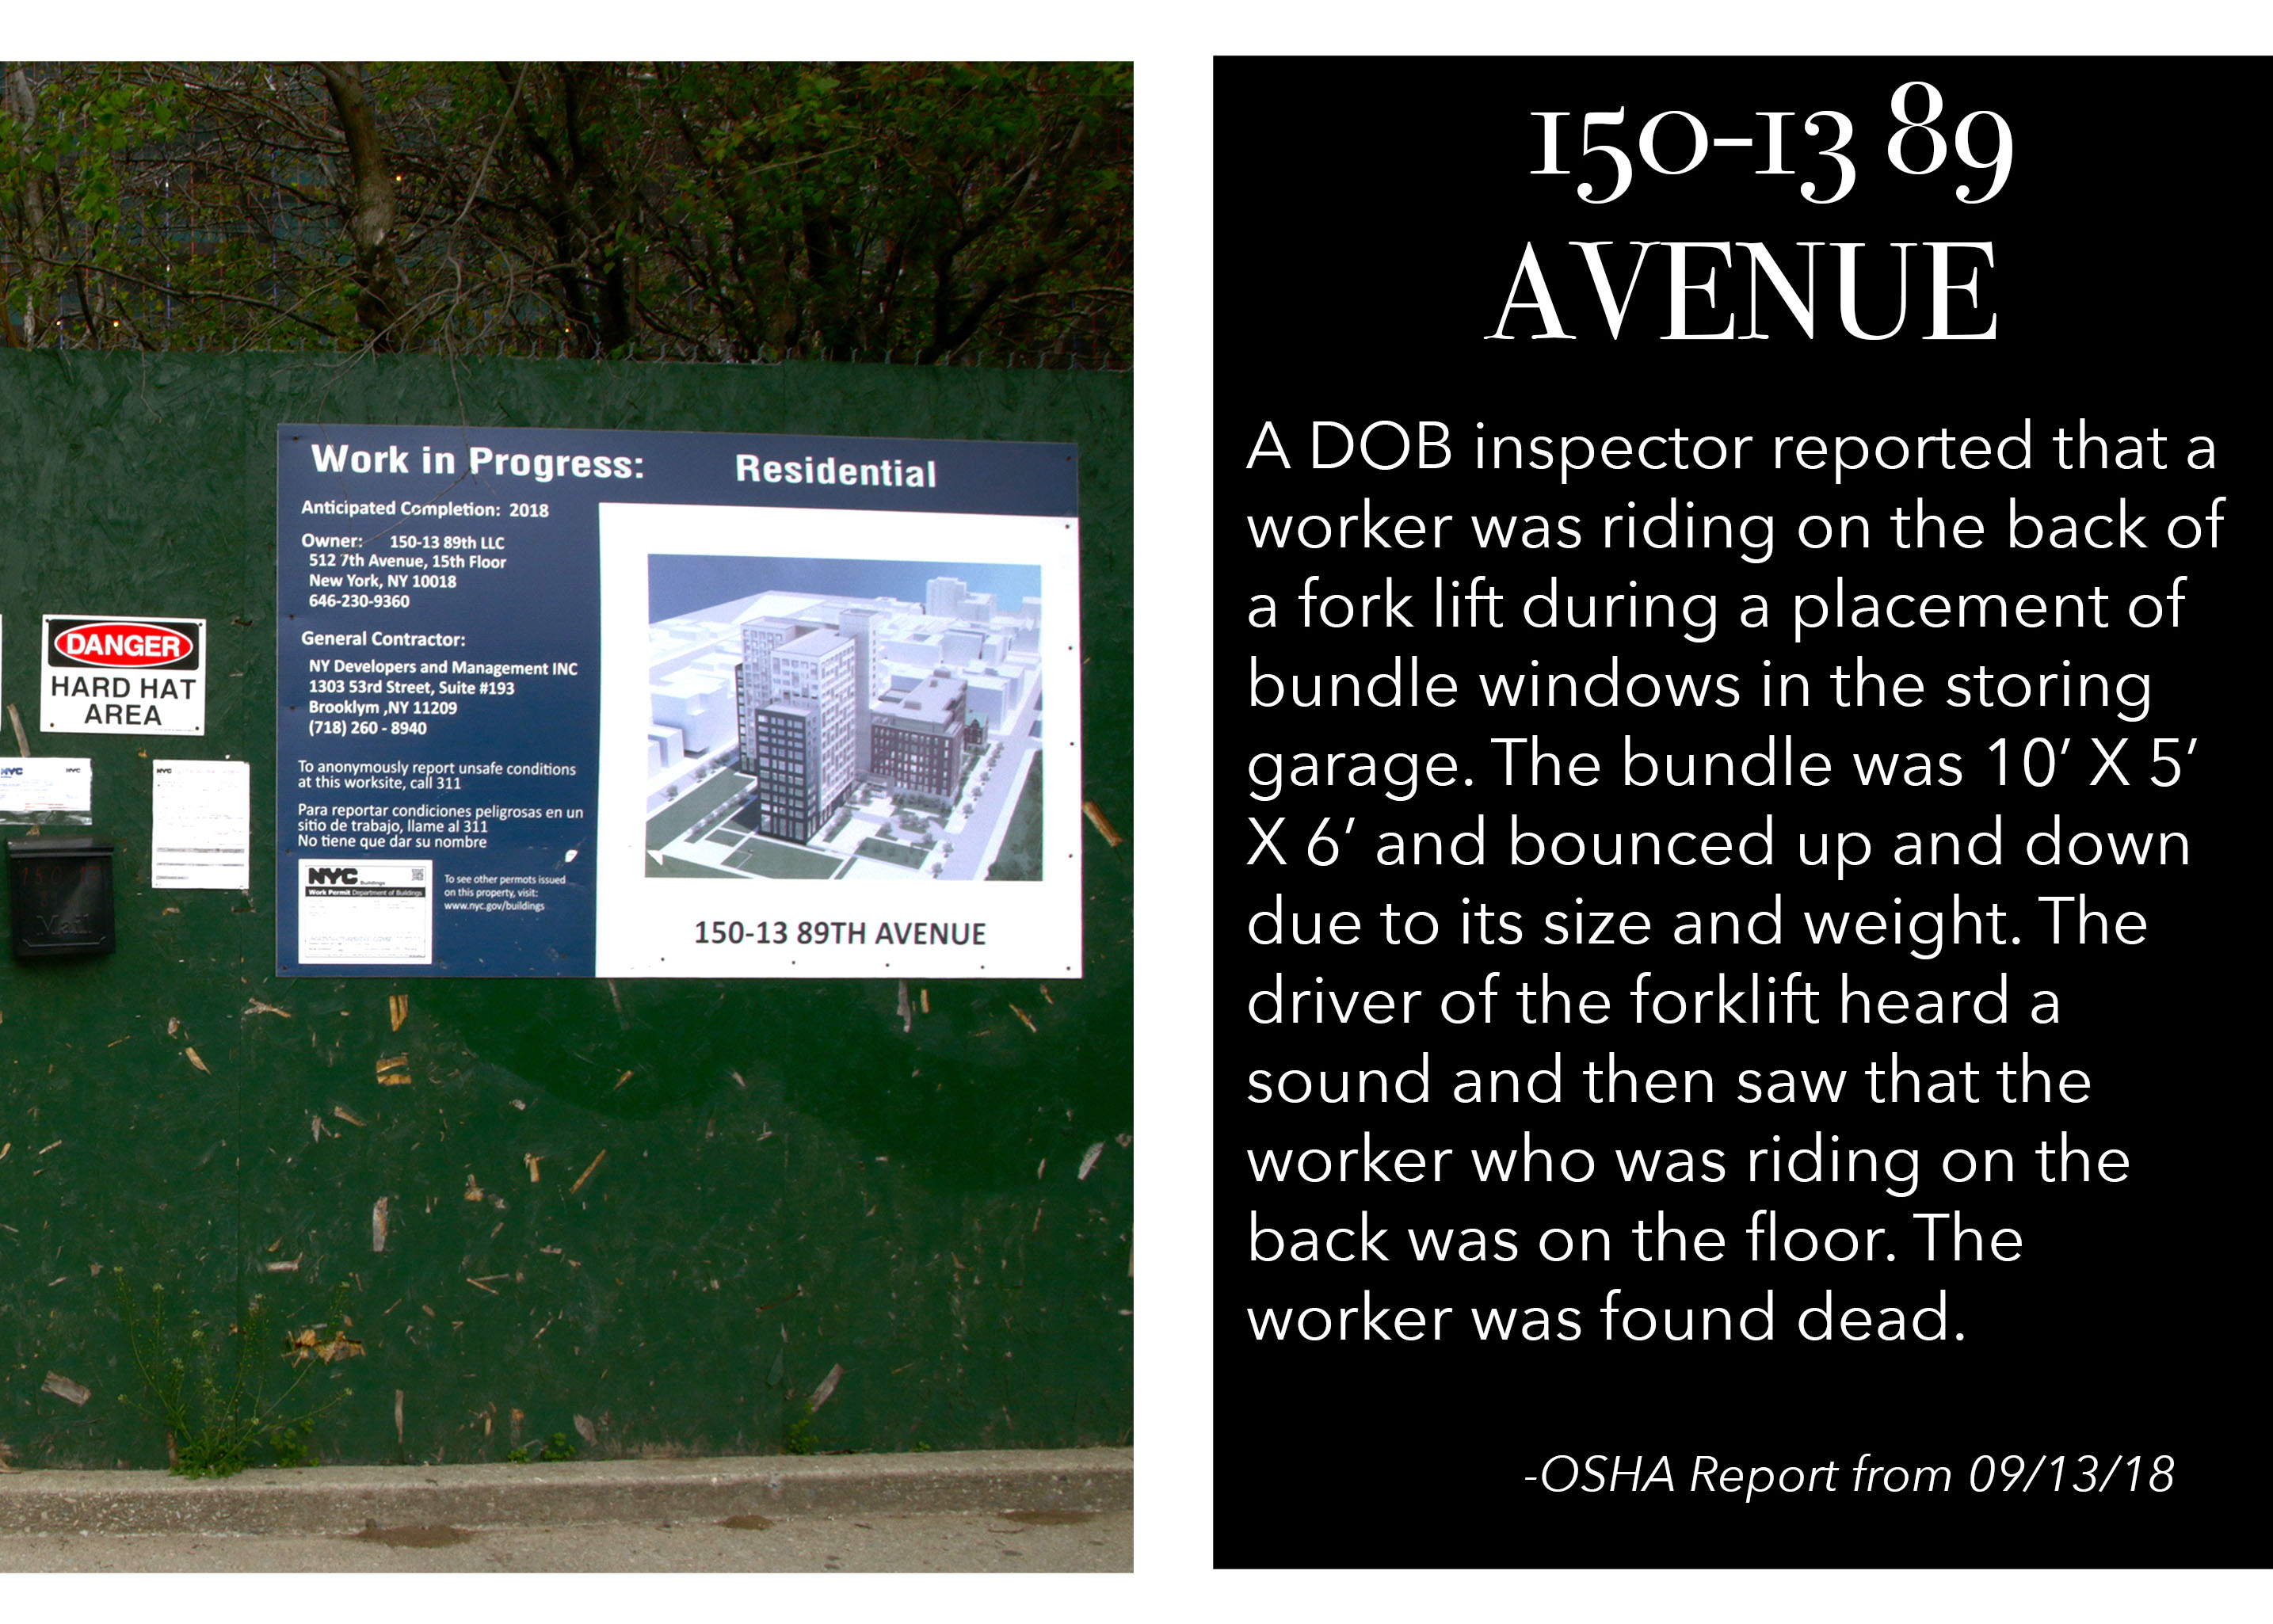 DANGER
HARD HAT
AREA
NYC
NYC
NYC
Mail
Work in Progress:
Residential
Anticipated Completion: 2018
Owner: 150-13 89th LLC
512 7th Avenue, 15th Floor
New York, NY 10018
646-230-9360
General Contractor:
NY Developers and Management INC
1303 53rd Street, Suite #193
Brooklym ,NY 11209
(718) 260 - 8940
To anonymously report unsafe conditions
at this worksite, call 311
Para reportar condiciones peligrosas en un
sitio de trabajo, llame al 311
No tiene que dar su nombre
NYC Buildings
Work Permit Department of Buildings
To see other permots issued
on this property, visit:
www.nyc.gov/buildings
150-13 89TH AVENUE
150-13 89
AVENUE
A DOB inspector reported that a
worker was riding on the back of
a fork lift during a placement of
bundle windows in the storing
garage. The bundle was 10’ X 5’
X 6’ and bounced up and down
due to its size and weight. The
driver of the forklift heard a
sound and then saw that the
worker who was riding on the
back was on the floor. The
worker was found dead.
-OSHA Report from 09/13/18